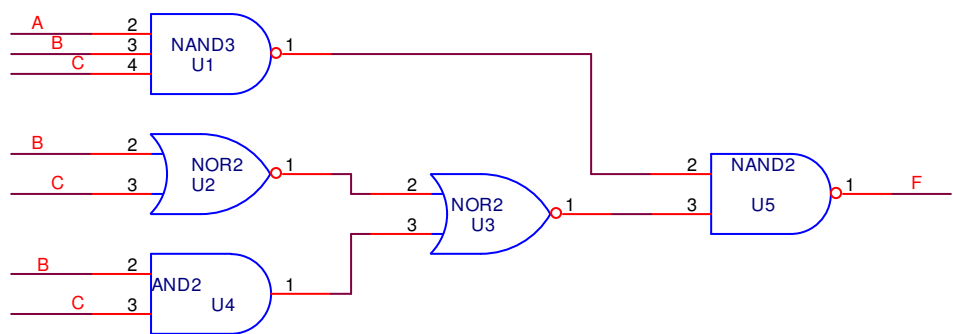 A 2
B 3 NAND3 1
C 4 U1
B 2 NOR2 1
C 3 U2
2 NAND2
3 U5 1 F
2 NOR2 1
3 U3
B 2 AND2 1
C 3 U4